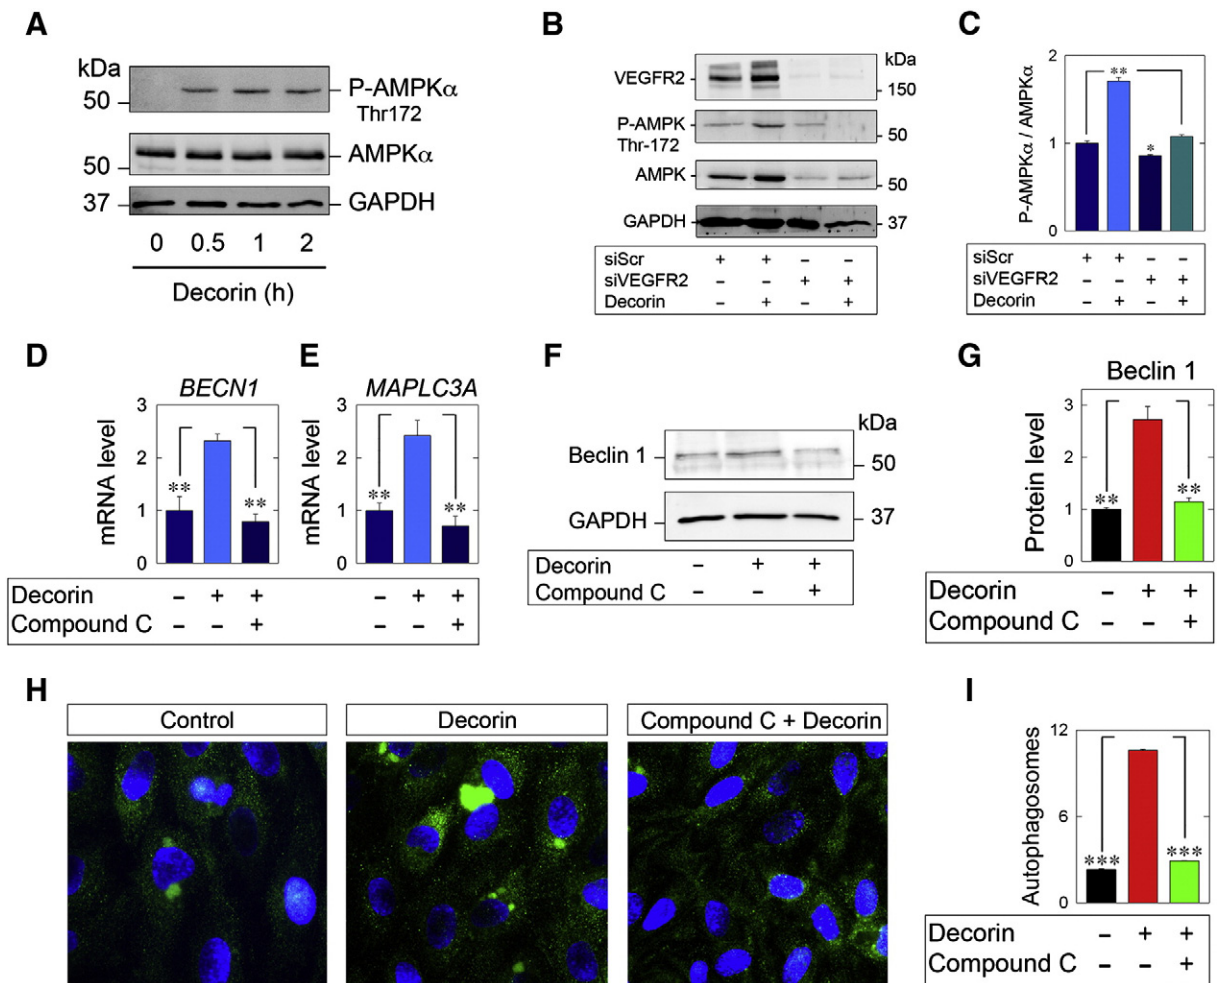 A
kDa
50
P-AMPKα
Thr172
50
AMPKα
37
GAPDH
0 0.5 1 2
Decorin (h)
B
VEGFR2
kDa
150
P-AMPK
Thr-172
50
AMPK
50
GAPDH
37
siScr + + – –
siVEGFR2 – – + +
Decorin – + – +
C
P-AMPKα / AMPKα
2
1
0
**
*
siScr + + – –
siVEGFR2 – – + +
Decorin – + – +
D
BECN1
mRNA level
3
2
1
0
** **
E
MAPLC3A
mRNA level
3
2
1
0
** **
Decorin – + + – + +
Compound C – – + – – +
F
kDa
Beclin 1
50
GAPDH
37
Decorin – + +
Compound C – – +
G
Beclin 1
Protein level
3
2
1
0
** **
Decorin – + +
Compound C – – +
H
Control
Decorin
Compound C + Decorin
I
Autophagosomes
12
6
0
*** ***
Decorin – + +
Compound C – – +